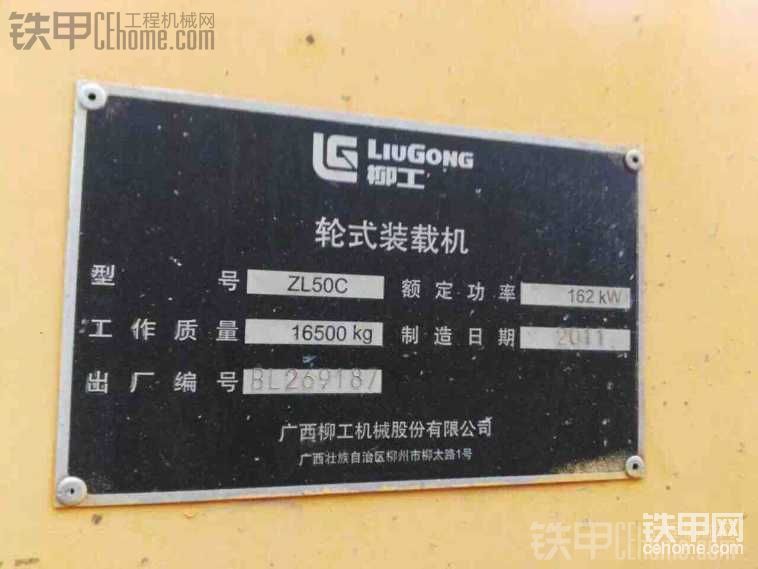 铁甲 工程机械网
CEhome.com
LG LIUGONG
柳工
轮式装载机
型号 ZL50C 额定功率 162 kW
工作质量 16500 kg 制造日期 2011
出厂编号 BL269187
广西柳工机械股份有限公司
广西壮族自治区柳州市柳太路1号
铁甲网
cehome.com